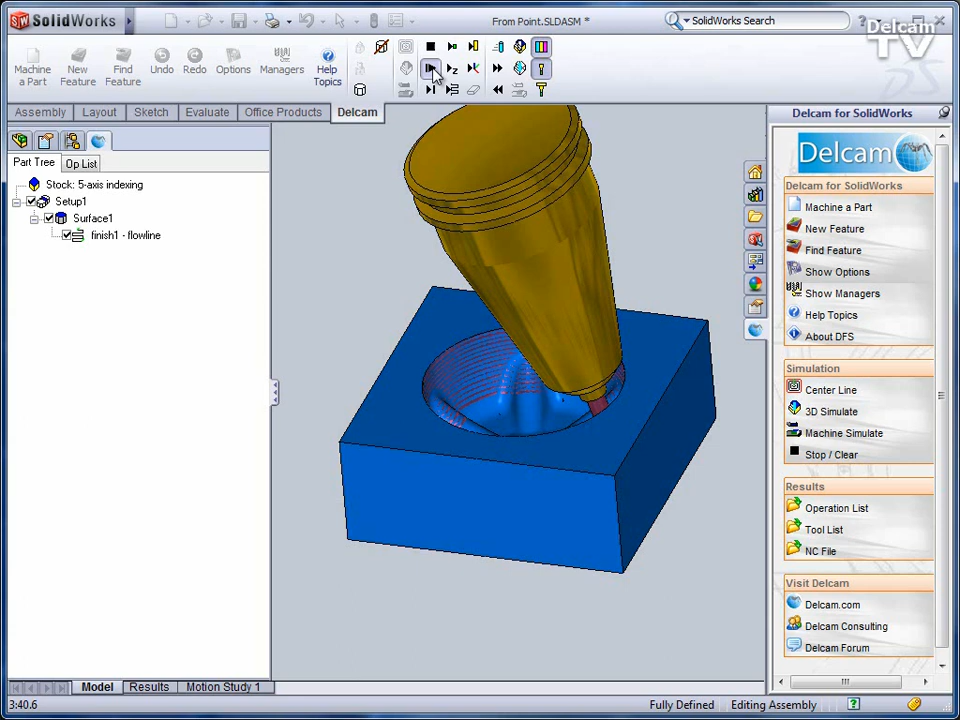 SolidWorks
From Point.SLDASM *
SolidWorks Search
Delcam
TV
Machine
a Part
New
Feature
Find
Feature
Undo
Redo
Options
Managers
Help
Topics
Assembly
Layout
Sketch
Evaluate
Office Products
Delcam
Part Tree
Op List
Stock: 5-axis indexing
Setup1
Surface1
finish1 - flowline
Delcam for SolidWorks
Delcam
Delcam for SolidWorks
Machine a Part
New Feature
Find Feature
Show Options
Show Managers
Help Topics
About DFS
Simulation
Center Line
3D Simulate
Machine Simulate
Stop / Clear
Results
Operation List
Tool List
NC File
Visit Delcam
Delcam.com
Delcam Consulting
Delcam Forum
Model
Results
Motion Study 1
3:40.6
Fully Defined
Editing Assembly